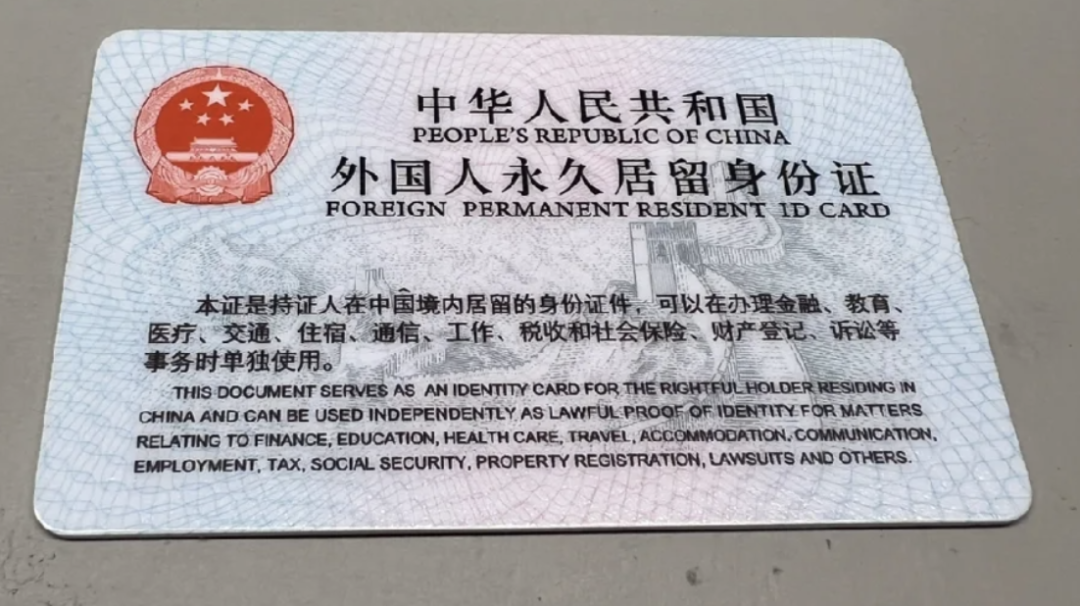 中华人民共和国
PEOPLE'S REPUBLIC OF CHINA
外国人永久居留身份证
FOREIGN PERMANENT RESIDENT ID CARD
本证是持证人在中国境内居留的身份证件，可以在办理金融、教育、
医疗、交通、住宿、通信、工作、税收和社会保险、财产登记、诉讼等
事务时单独使用。
THIS DOCUMENT SERVES AS AN IDENTITY CARD FOR THE RIGHTFUL HOLDER RESIDING IN
CHINA AND CAN BE USED INDEPENDENTLY AS LAWFUL PROOF OF IDENTITY FOR MATTERS
RELATING TO FINANCE, EDUCATION, HEALTH CARE, TRAVEL, ACCOMMODATION, COMMUNICATION,
EMPLOYMENT, TAX, SOCIAL SECURITY, PROPERTY REGISTRATION, LAWSUITS AND OTHERS.